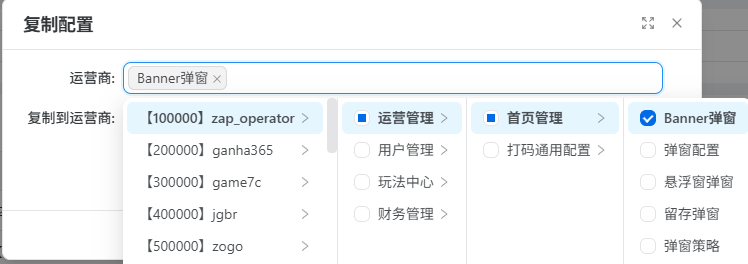 复制配置
运营商: Banner弹窗
复制到运营商:
【100000】zap_operator 运营管理 首页管理 Banner弹窗
【200000】ganha365 用户管理 打码通用配置 弹窗配置
【300000】game7c 玩法中心 悬浮窗弹窗
【400000】jgbr 财务管理 留存弹窗
【500000】zogo 弹窗策略